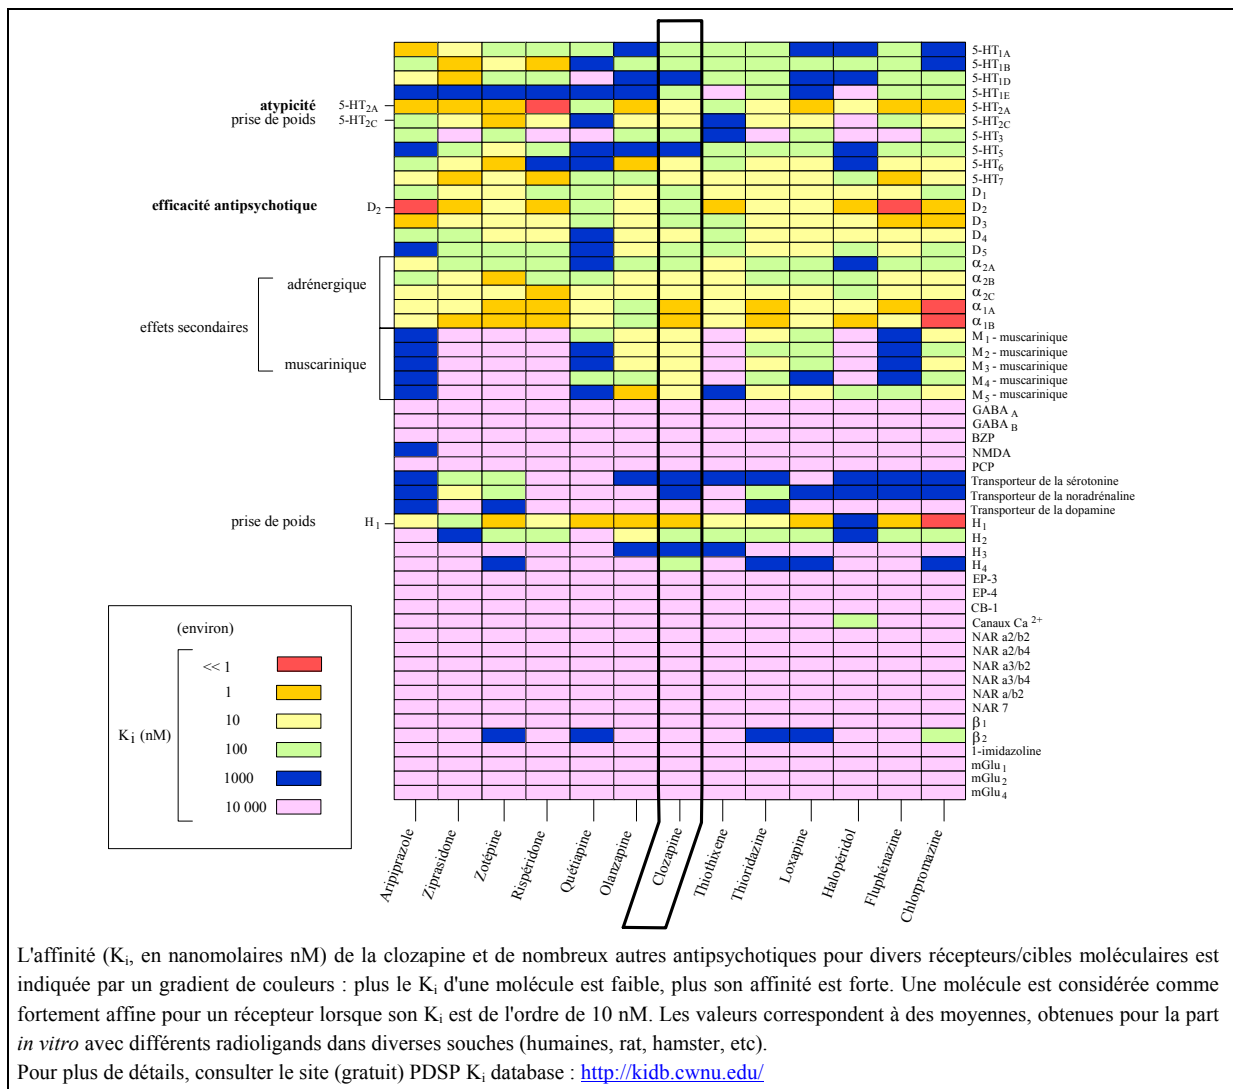 5-HT1A
5-HT1B
5-HT1D
5-HT1E
atypicité 5-HT2A
5-HT2A
prise de poids 5-HT2C
5-HT2C
5-HT3
5-HT5
5-HT6
5-HT7
D1
efficacité antipsychotique D2
D2
D3
D4
D5
α2A
adrénergique
α2B
α2C
α1A
effets secondaires
α1B
M1 - muscarinique
M2 - muscarinique
muscarinique
M3 - muscarinique
M4 - muscarinique
M5 - muscarinique
GABA A
GABA B
BZP
NMDA
PCP
Transporteur de la sérotonine
Transporteur de la noradrénaline
Transporteur de la dopamine
prise de poids H1
H1
H2
H3
H4
EP-3
EP-4
CB-1
Canaux Ca 2+
NAR a2/b2
NAR a2/b4
NAR a3/b2
NAR a3/b4
NAR a/b2
NAR 7
β1
β2
1-imidazoline
mGlu1
mGlu2
mGlu4
(environ)
<< 1
1
10
Ki (nM)
100
1000
10 000
Aripiprazole
Ziprasidone
Zotépine
Rispéridone
Quétiapine
Olanzapine
Clozapine
Thiothixene
Thioridazine
Loxapine
Halopéridol
Fluphénazine
Chlorpromazine
L'affinité (Ki, en nanomolaires nM) de la clozapine et de nombreux autres antipsychotiques pour divers récepteurs/cibles moléculaires est
indiquée par un gradient de couleurs : plus le Ki d'une molécule est faible, plus son affinité est forte. Une molécule est considérée comme
fortement affine pour un récepteur lorsque son Ki est de l'ordre de 10 nM. Les valeurs correspondent à des moyennes, obtenues pour la part
in vitro avec différents radioligands dans diverses souches (humaines, rat, hamster, etc).
Pour plus de détails, consulter le site (gratuit) PDSP Ki database : http://kidb.cwnu.edu/